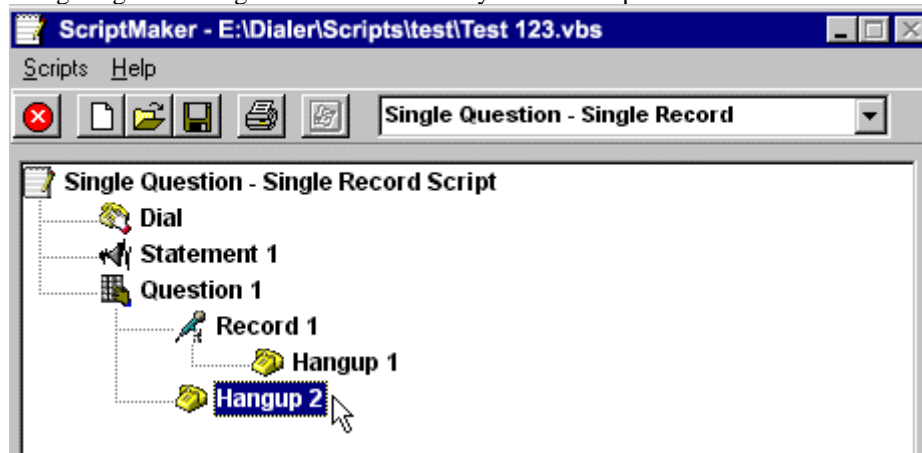 ScriptMaker - E:\Dialer\Scripts\test\Test 123.vbs
Scripts Help
Single Question - Single Record
Single Question - Single Record Script
Dial
Statement 1
Question 1
Record 1
Hangup 1
Hangup 2